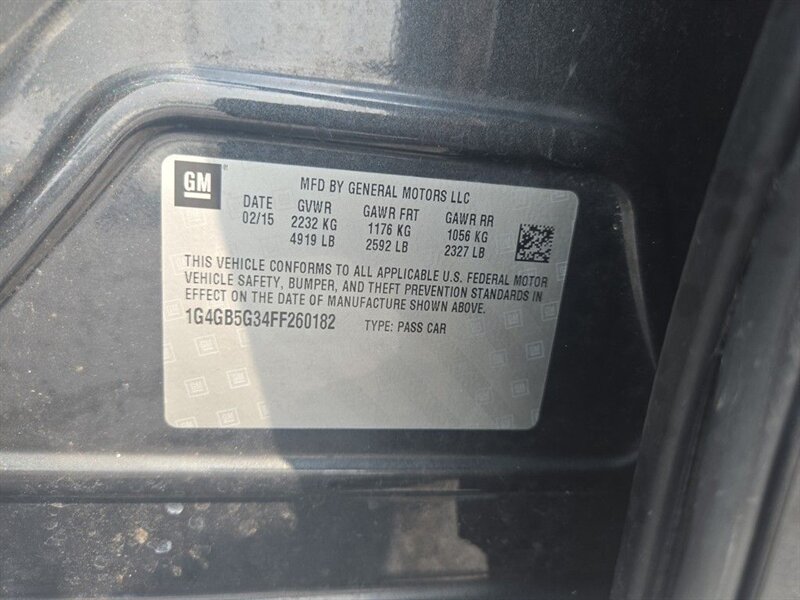 GM
MFD BY GENERAL MOTORS LLC
DATE GVWR GAWR FRT GAWR RR
02/15 2232 KG 1176 KG 1056 KG
4919 LB 2592 LB 2327 LB
THIS VEHICLE CONFORMS TO ALL APPLICABLE U.S. FEDERAL MOTOR
VEHICLE SAFETY, BUMPER, AND THEFT PREVENTION STANDARDS IN
EFFECT ON THE DATE OF MANUFACTURE SHOWN ABOVE.
1G4GB5G34FF260182 TYPE: PASS CAR